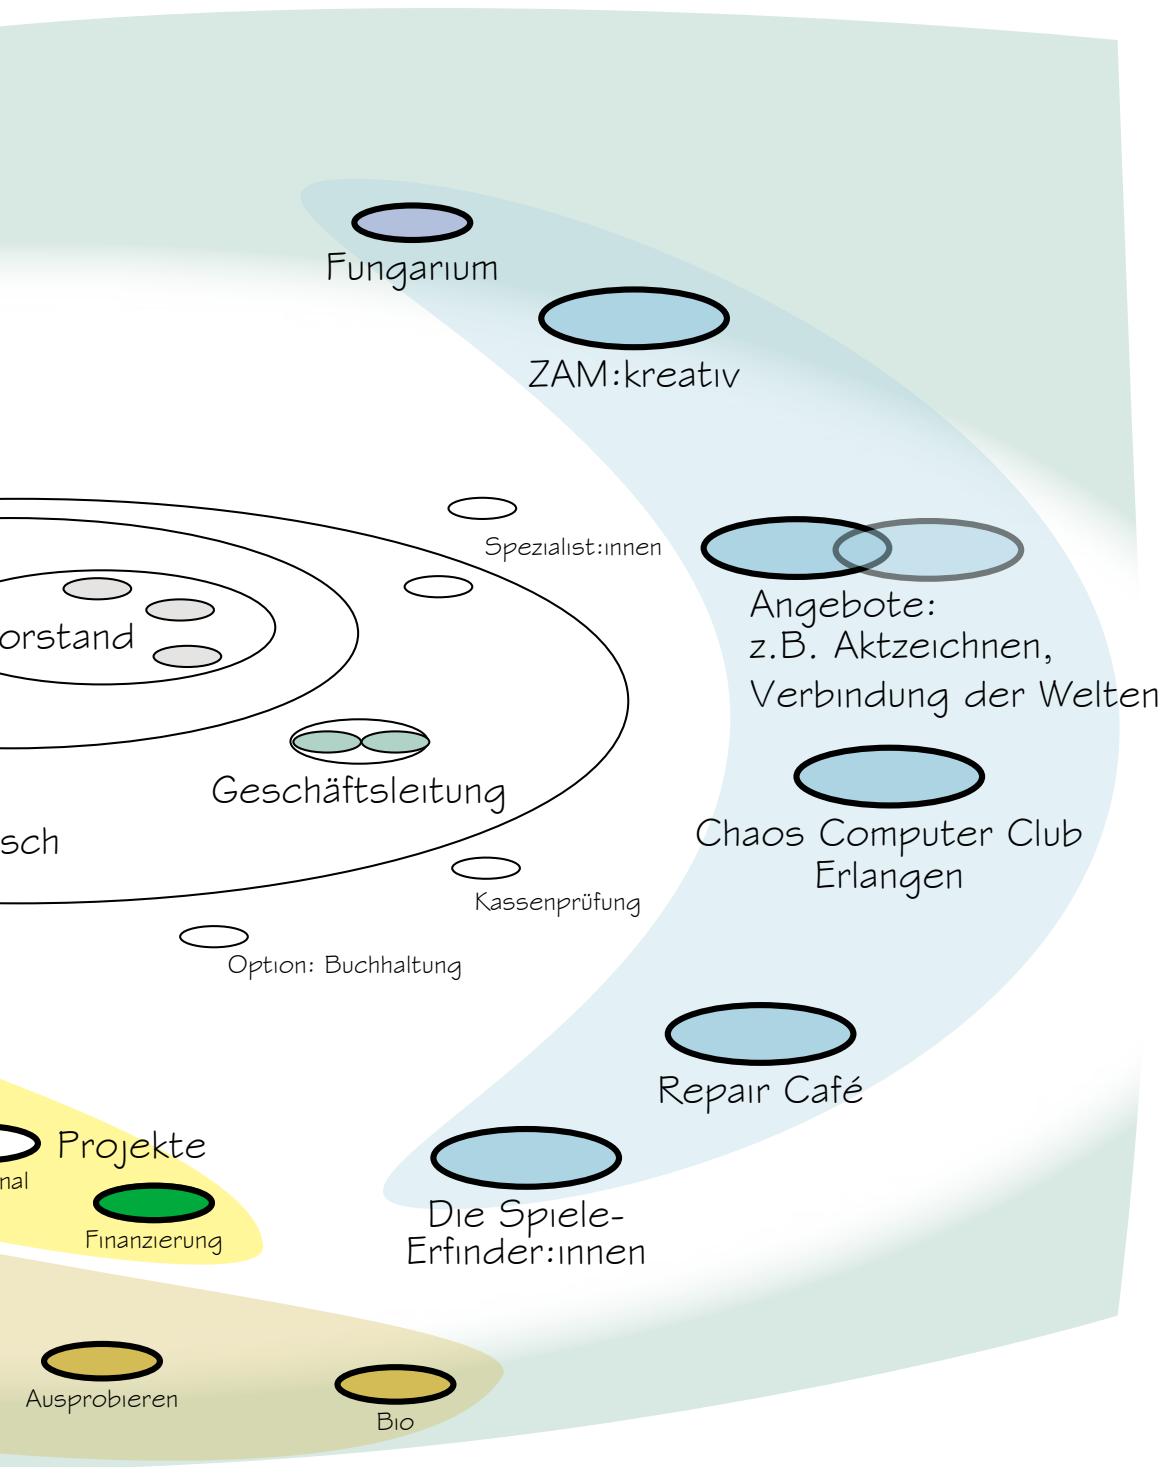 Fungarium
ZAM:kreativ
Spezialist:innen
Angebote:
z.B. Aktzeichnen,
Verbindung der Welten
orstand
Geschäftsleitung
sch
Chaos Computer Club
Erlangen
Kassenprüfung
Option: Buchhaltung
Repair Café
Projekte
nal
Finanzierung
Die Spiele-
Erfinder:innen
Ausprobieren
Bio